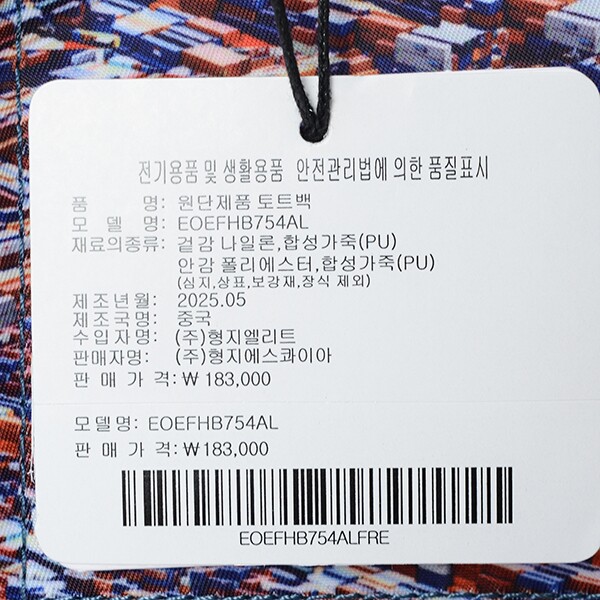 전기용품 및 생활용품 안전관리법에 의한 품질표시
품 명: 원단제품 토트백
모 델 명: EOEFHB754AL
재료의종류: 겉감 나일론,합성가죽(PU)
안감 폴리에스터,합성가죽(PU)
(심지,상표,보강재,장식 제외)
제조년월: 2025.05
제조국명: 중국
수입자명: (주)형지엘리트
판매자명: (주)형지에스콰이아
판 매 가 격: ₩ 183,000
모델명: EOEFHB754AL
판 매 가 격: ₩183,000
EOEFHB754ALFRE